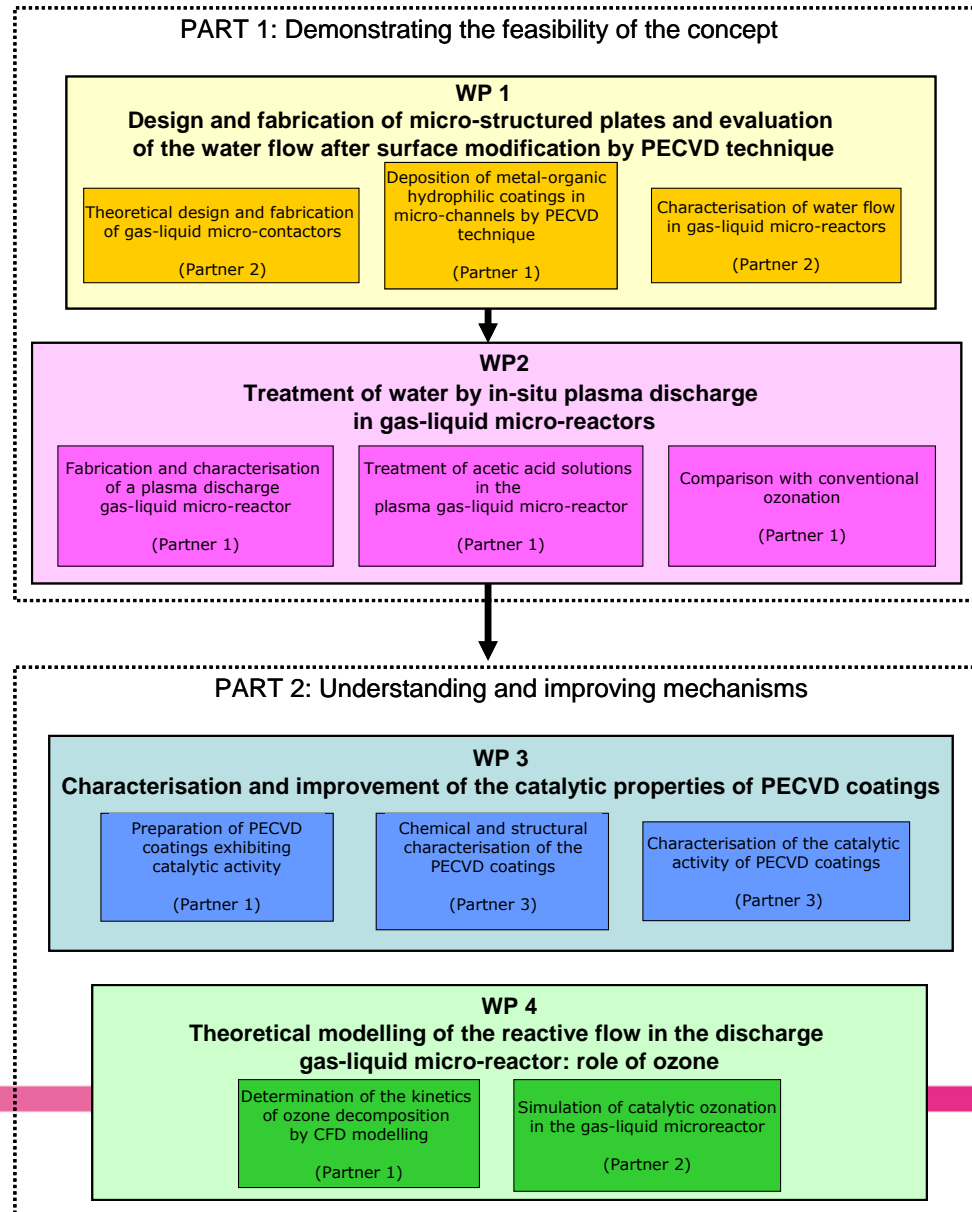 PART 1: Demonstrating the feasibility of the concept
WP 1
Design and fabrication of micro-structured plates and evaluation
of the water flow after surface modification by PECVD technique
Theoretical design and fabrication
of gas-liquid micro-contactors
(Partner 2)
Deposition of metal-organic
hydrophilic coatings in
micro-channels by PECVD
technique
(Partner 1)
Characterisation of water flow
in gas-liquid micro-reactors
(Partner 2)
WP2
Treatment of water by in-situ plasma discharge
in gas-liquid micro-reactors
Fabrication and characterisation
of a plasma discharge
gas-liquid micro-reactor
(Partner 1)
Treatment of acetic acid solutions
in the
plasma gas-liquid micro-reactor
(Partner 1)
Comparison with conventional
ozonation
(Partner 1)
PART 2: Understanding and improving mechanisms
WP 3
Characterisation and improvement of the catalytic properties of PECVD coatings
Preparation of PECVD
coatings exhibiting
catalytic activity
(Partner 1)
Chemical and structural
characterisation of the
PECVD coatings
(Partner 3)
Characterisation of the catalytic
activity of PECVD coatings
(Partner 3)
WP 4
Theoretical modelling of the reactive flow in the discharge
gas-liquid micro-reactor: role of ozone
Determination of the kinetics
of ozone decomposition
by CFD modelling
(Partner 1)
Simulation of catalytic ozonation
in the gas-liquid microreactor
(Partner 2)